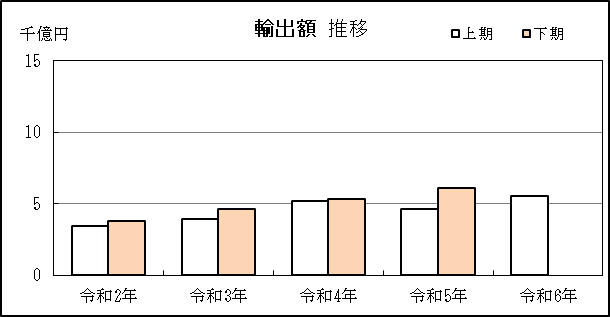 輸出額 推移
千億円
□上期 □下期
15
10
5
0
令和2年 令和3年 令和4年 令和5年 令和6年